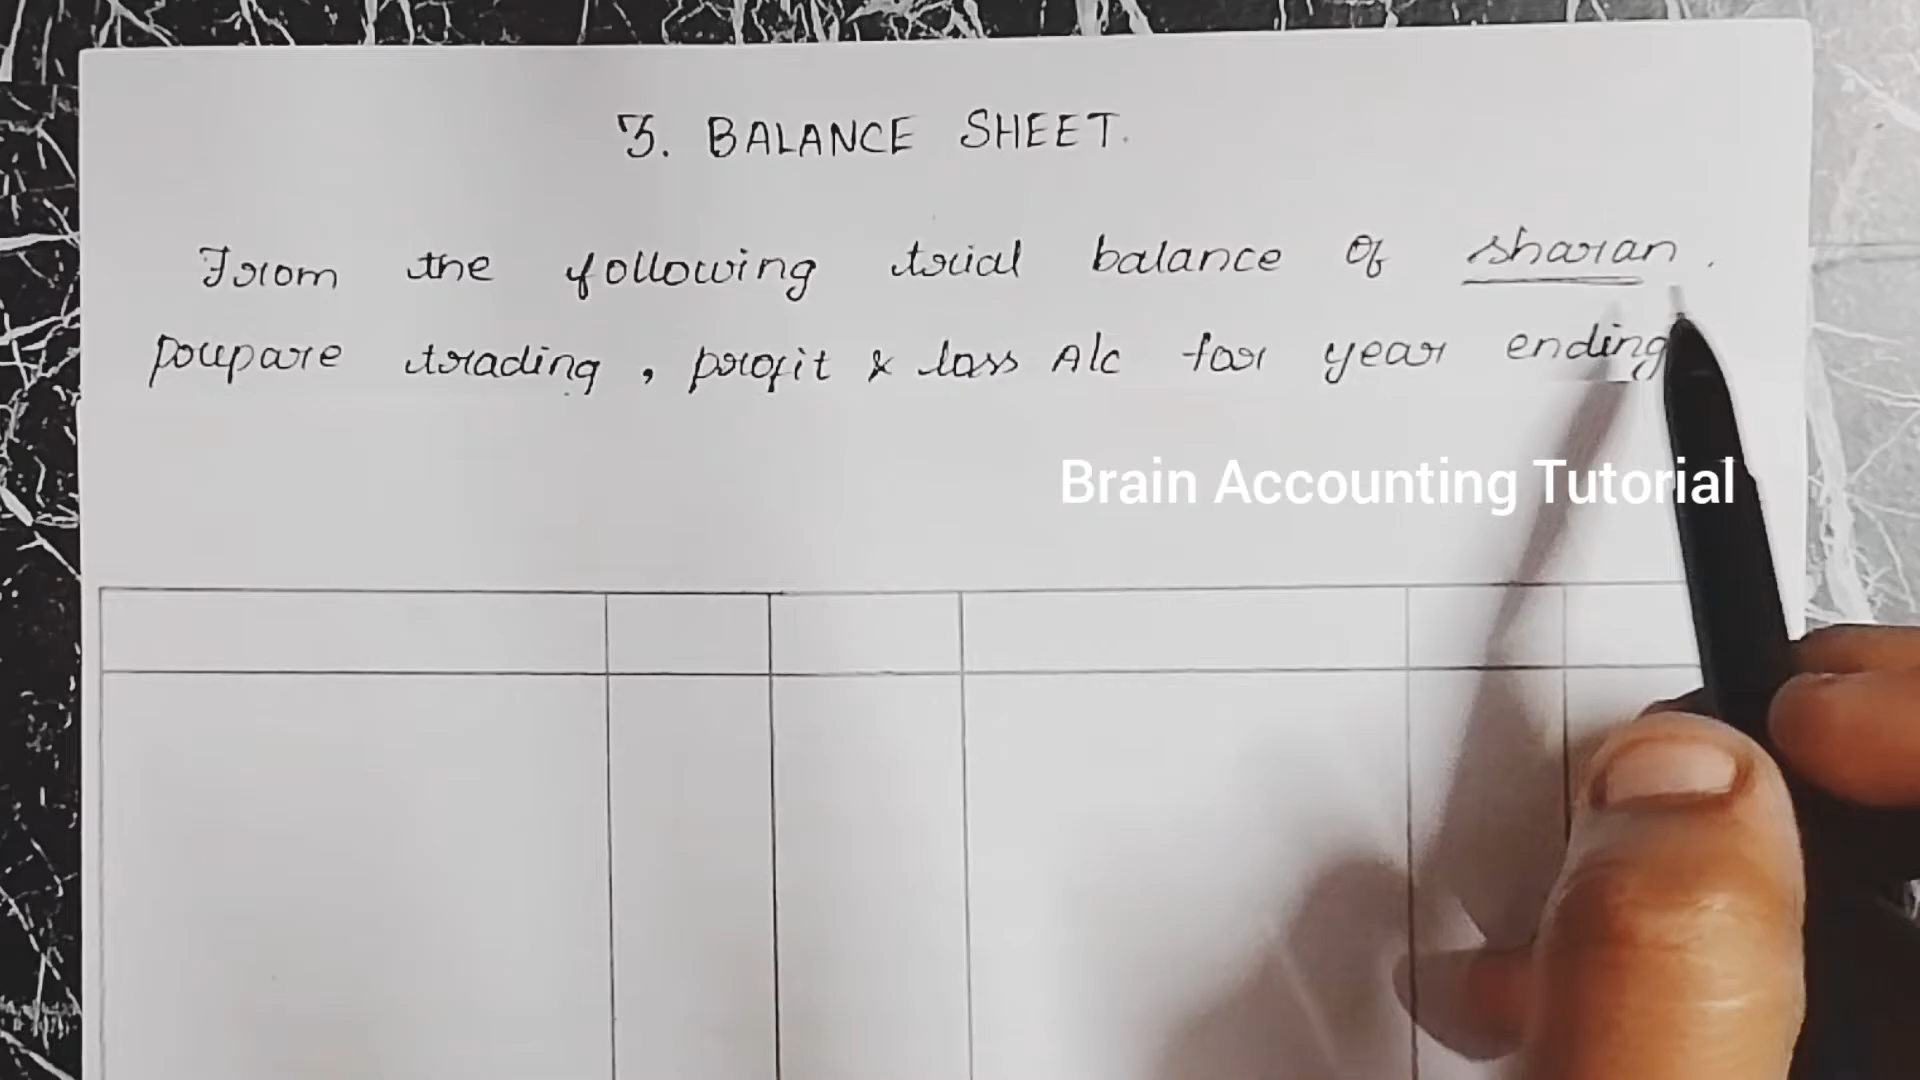 3. BALANCE SHEET.
From the following trial balance of sharan.
prepare trading, profit & loss A/c for year ending
Brain Accounting Tutorial